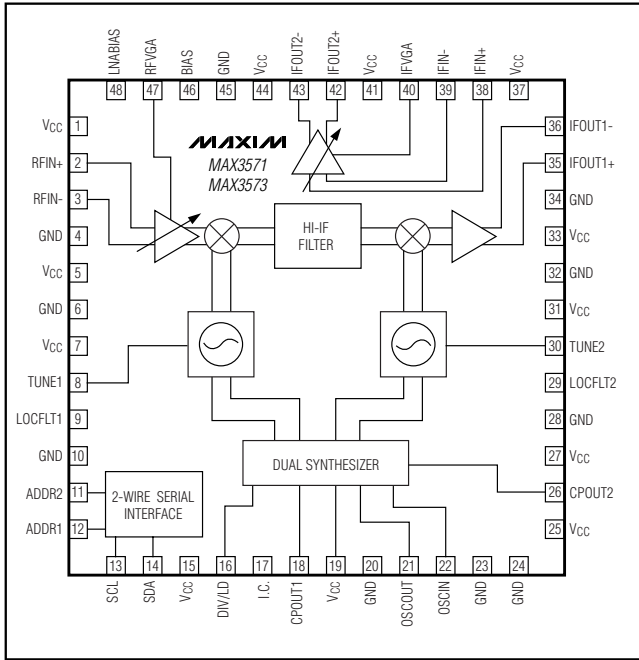 LNABIAS RFVGA BIAS GND VCC IFOUT2- IFOUT2+ VCC IFVGA IFIN- IFIN+ VCC
48 47 46 45 44 43 42 41 40 39 38 37
VCC 1
RFIN+ 2
RFIN- 3
GND 4
VCC 5
GND 6
VCC 7
TUNE1 8
LOCFLT1 9
GND 10
ADDR2 11
ADDR1 12
MAXIM
MAX3571
MAX3573
HI-IF
FILTER
DUAL SYNTHESIZER
2-WIRE SERIAL
INTERFACE
36 IFOUT1-
35 IFOUT1+
34 GND
33 VCC
32 GND
31 VCC
30 TUNE2
29 LOCFLT2
28 GND
27 VCC
26 CPOUT2
25 VCC
13 14 15 16 17 18 19 20 21 22 23 24
SCL SDA VCC DIV/LD I.C. CPOUT1 VCC GND OSCOUT OSCIN GND GND